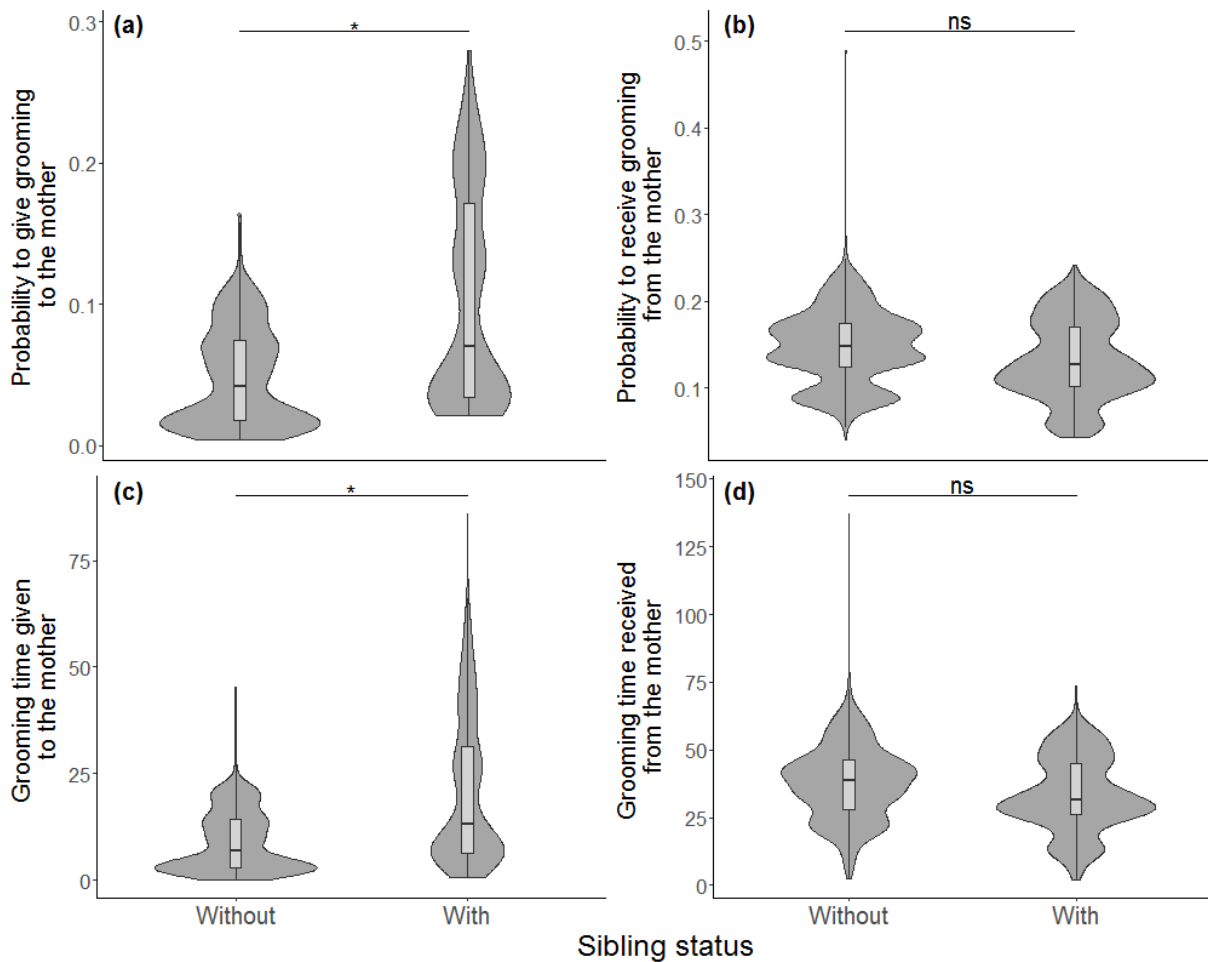 (a)
*
Probability to give grooming
to the mother
0.3
0.2
0.1
0.0
(b)
ns
Probability to receive grooming
from the mother
0.5
0.4
0.3
0.2
0.1
(c)
*
Grooming time given
to the mother
75
50
25
0
Without
With
(d)
ns
Grooming time received
from the mother
150
125
100
75
50
25
0
Without
With
Sibling status